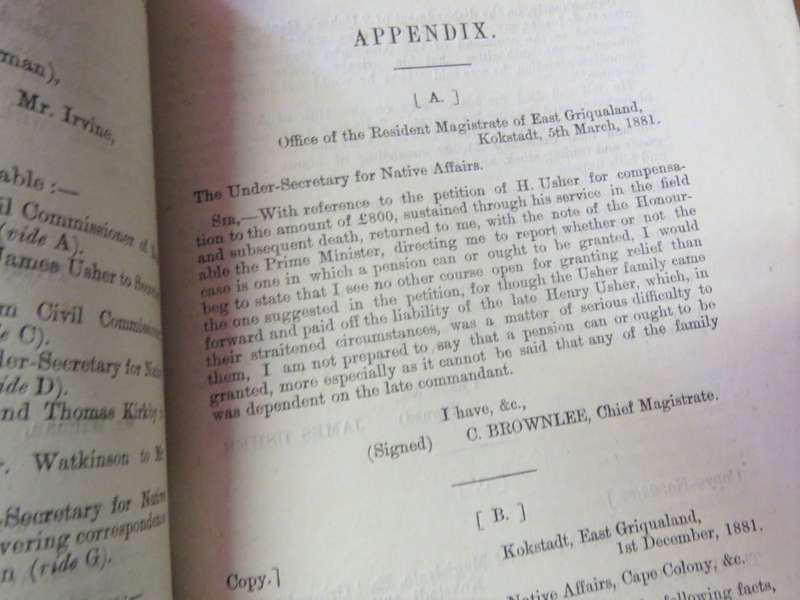 man),
Mr. Irvine,
able :—
il Commissioner of
(vide A).
James Usher to
m Civil
le C).
der-Secretary for
ide D).
and Thomas
Watkinson to
-Secretary for
vering correspondence
n (vide G).
APPENDIX.
[ A. ]
Office of the Resident Magistrate of East Griqualand,
Kokstadt, 5th March, 1881.
The Under-Secretary for Native Affairs.
SIR,—With reference to the petition of H. Usher for compensa-
tion to the amount of £800, sustained through his service in the field
and subsequent death, returned to me, with the note of the Honour-
able the Prime Minister, directing me to report whether or not the
case is one in which a pension can or ought to be granted, I would
beg to state that I see no other course open for granting relief than
the one suggested in the petition, for though the Usher family came
forward and paid off the liability of the late Henry Usher, which, in
their straitened circumstances, was a matter of serious difficulty to
them, I am not prepared to say that a pension can or ought to be
granted, more especially as it cannot be said that any of the family
was dependent on the late commandant.
I have, &c.,
(Signed) C. BROWNLEE, Chief Magistrate.
[ B. ]
Kokstadt, East Griqualand,
1st December, 1881.
Copy.]
Native Affairs, Cape Colony, &c.
following facts,